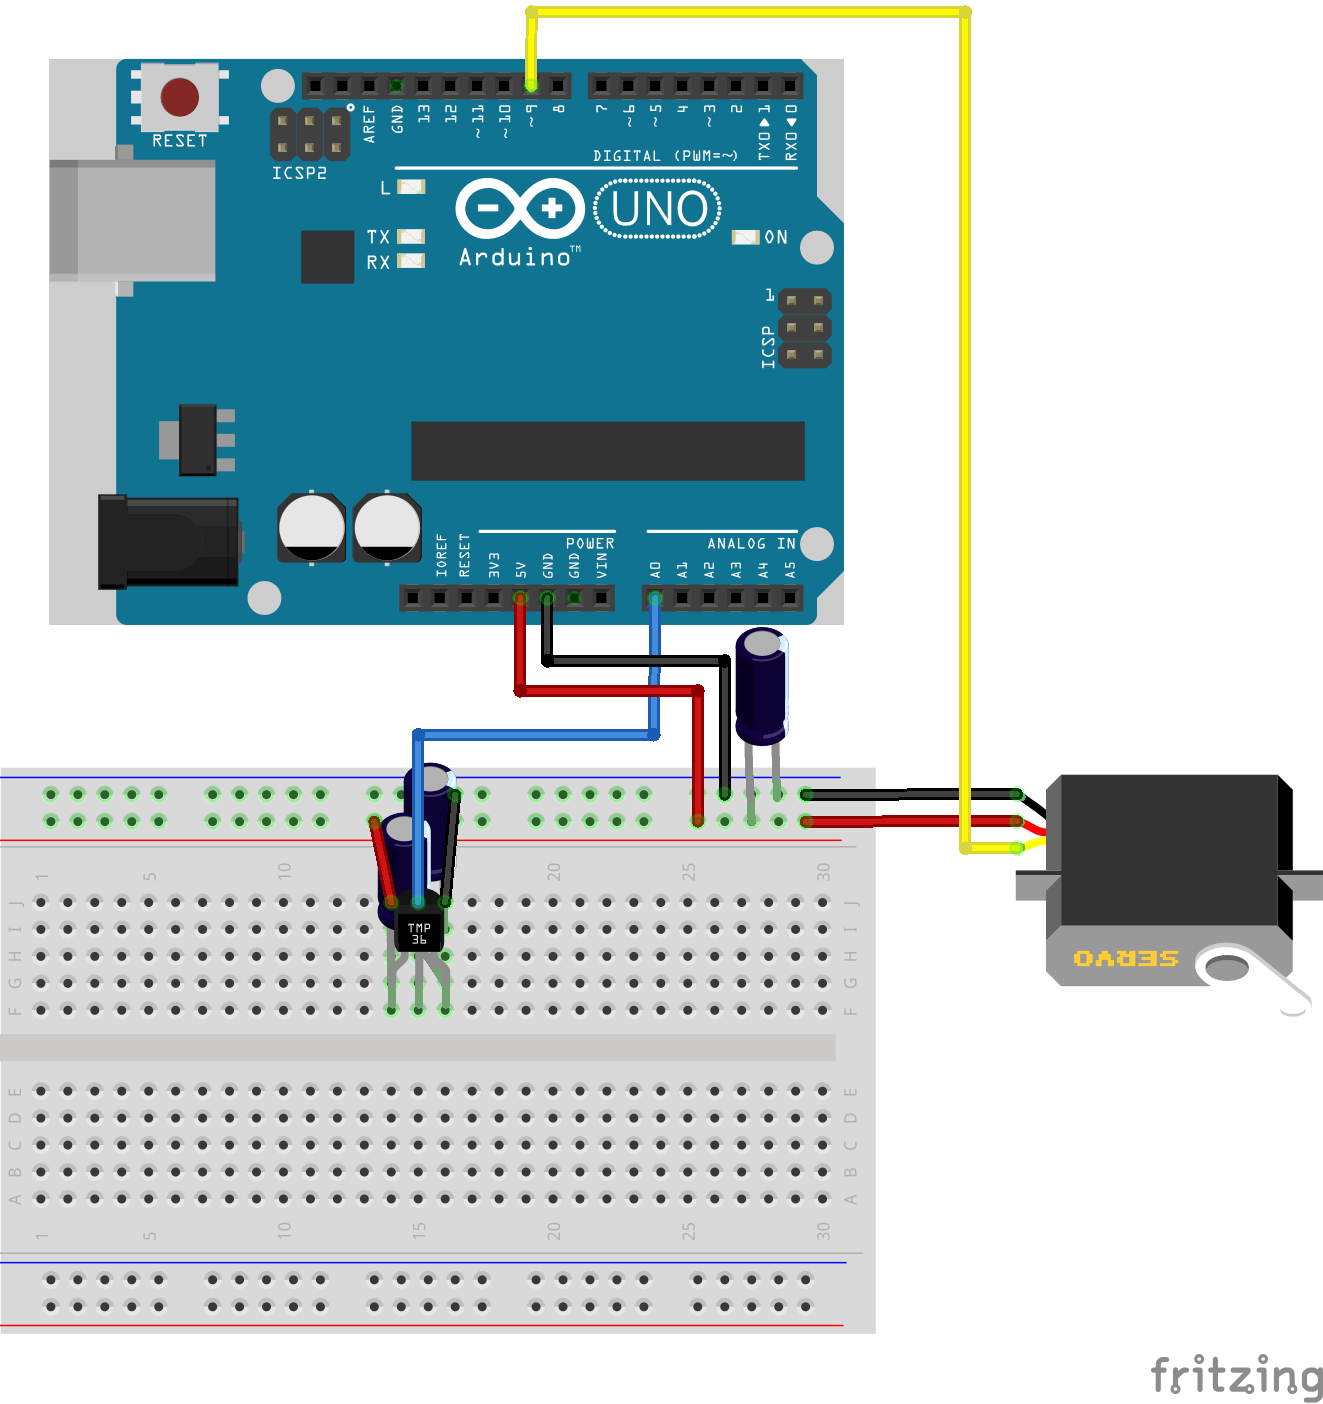 RESET
ICSP2
AREF
GND
13
12
~11
~10
~9
8
7
~6
~5
4
~3
2
TX0▶1
RX0◀0
DIGITAL (PWM=~)
L
TX
RX
UNO
Arduino™
ON
1
ICSP
POWER
ANALOG IN
IOREF
RESET
3V3
5V
GND
GND
VIN
A0
A1
A2
A3
A4
A5
1 5 10 20 25 30
J J
I I
H H
G G
F F
TMP
36
SERVO
E E
D D
C C
B B
A A
1 5 10 15 20 25 30
fritzing